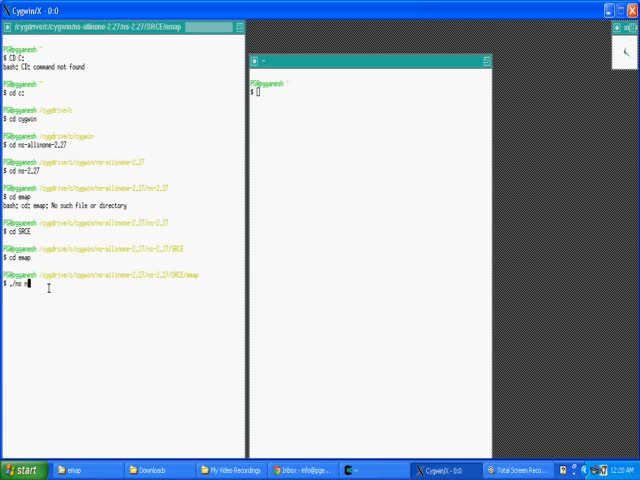 Cygwin/X - 0:0
/cygdrive/c/cygwin/ns-allinone-2.27/ns-2.27/SRCE/emap
PG@pgganesh ~
$ CD C:
bash: CD: command not found
PG@pgganesh ~
$ cd c:
PG@pgganesh /cygdrive/c
$ cd cygwin
PG@pgganesh /cygdrive/c/cygwin
$ cd ns-allinone-2.27
PG@pgganesh /cygdrive/c/cygwin/ns-allinone-2.27
$ cd ns-2.27
PG@pgganesh /cygdrive/c/cygwin/ns-allinone-2.27/ns-2.27
$ cd emap
bash: cd: emap: No such file or directory
PG@pgganesh /cygdrive/c/cygwin/ns-allinone-2.27/ns-2.27
$ cd SRCE
PG@pgganesh /cygdrive/c/cygwin/ns-allinone-2.27/ns-2.27/SRCE
$ cd emap
PG@pgganesh /cygdrive/c/cygwin/ns-allinone-2.27/ns-2.27/SRCE/emap
$ ./no n
~
PG@pgganesh ~
$
start
emap
Downloads
My Video Recordings
Inbox - info@pge...
~
Cygwin/X - 0:0
Total Screen Reco...
12:20 AM